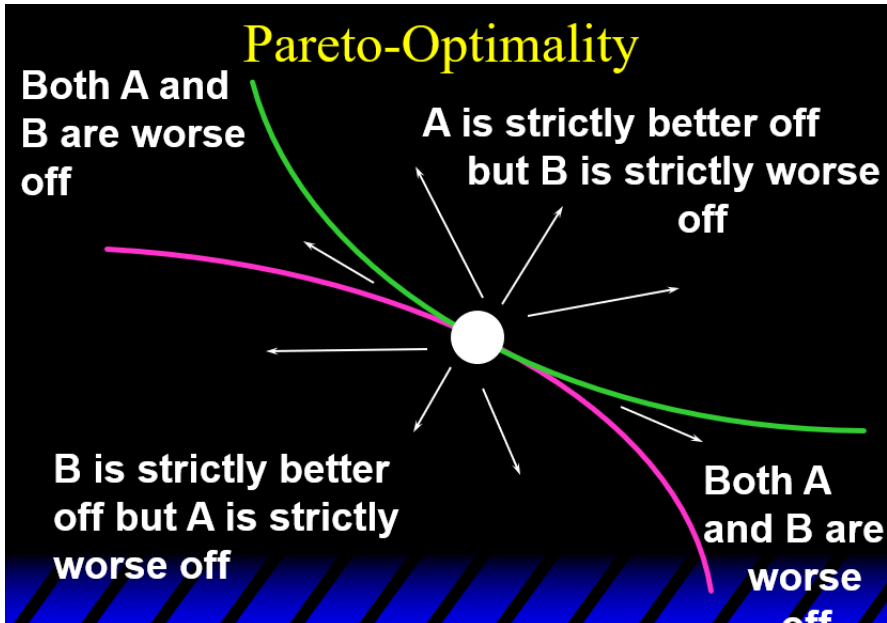 Pareto-Optimality
Both A and
B are worse
off
A is strictly better off
but B is strictly worse
off
B is strictly better
off but A is strictly
worse off
Both A
and B are
worse
off